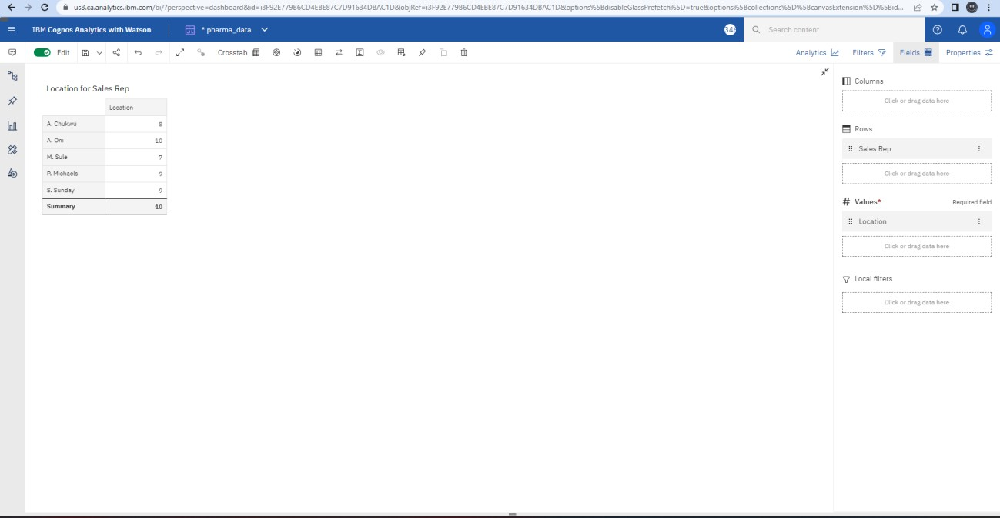 us3.ca.analytics.ibm.com/bi/?perspective=dashboard&id=i3F92E779B6CD4EBE87C7D91634DBAC1D&objRef=i3F92E779B6CD4EBE87C7D91634DBAC1D&options%5BdisableGlassPrefetch%5D=true&options%5Bcollections%5D%5BcanvasExtension%5D%5Bid...
IBM Cognos Analytics with Watson
* pharma_data
Search content
Edit
Crosstab
Analytics
Filters
Fields
Properties
Location for Sales Rep
Location
A. Chukwu 8
A. Oni 10
M. Sule 7
P. Michaels 9
S. Sunday 9
Summary 10
Columns
Click or drag data here
Rows
Sales Rep
Click or drag data here
Values* Required field
Location
Click or drag data here
Local filters
Click or drag data here